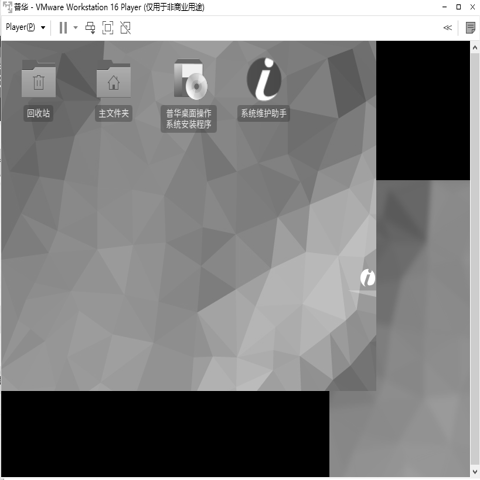 普华 - VMware Workstation 16 Player (仅用于非商业用途)
Player(P)
回收站
主文件夹
普华桌面操作
系统安装程序
系统维护助手